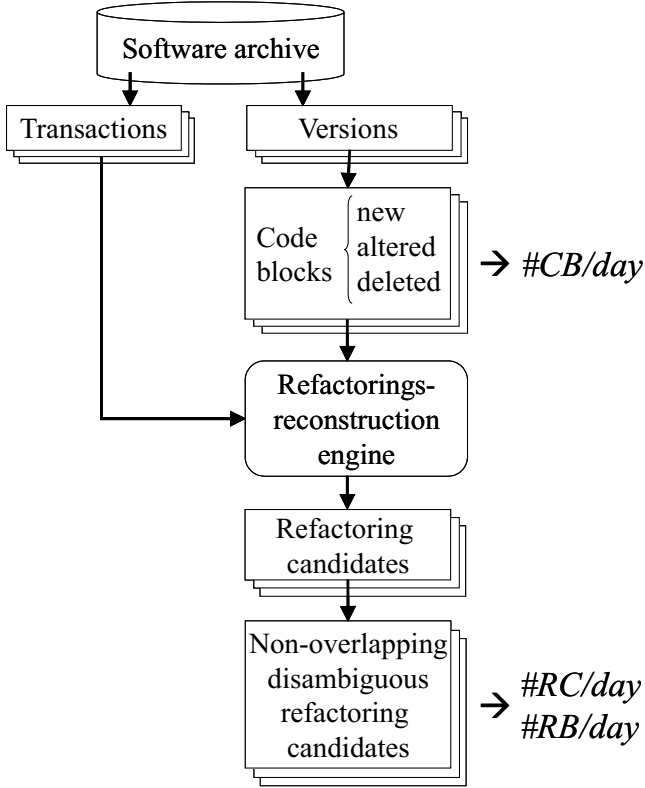 Software archive
Transactions
Versions
Code
blocks
new
altered
deleted
→ #CB/day
Refactorings-
reconstruction
engine
Refactoring
candidates
Non-overlapping
disambiguous
refactoring
candidates
→ #RC/day
#RB/day